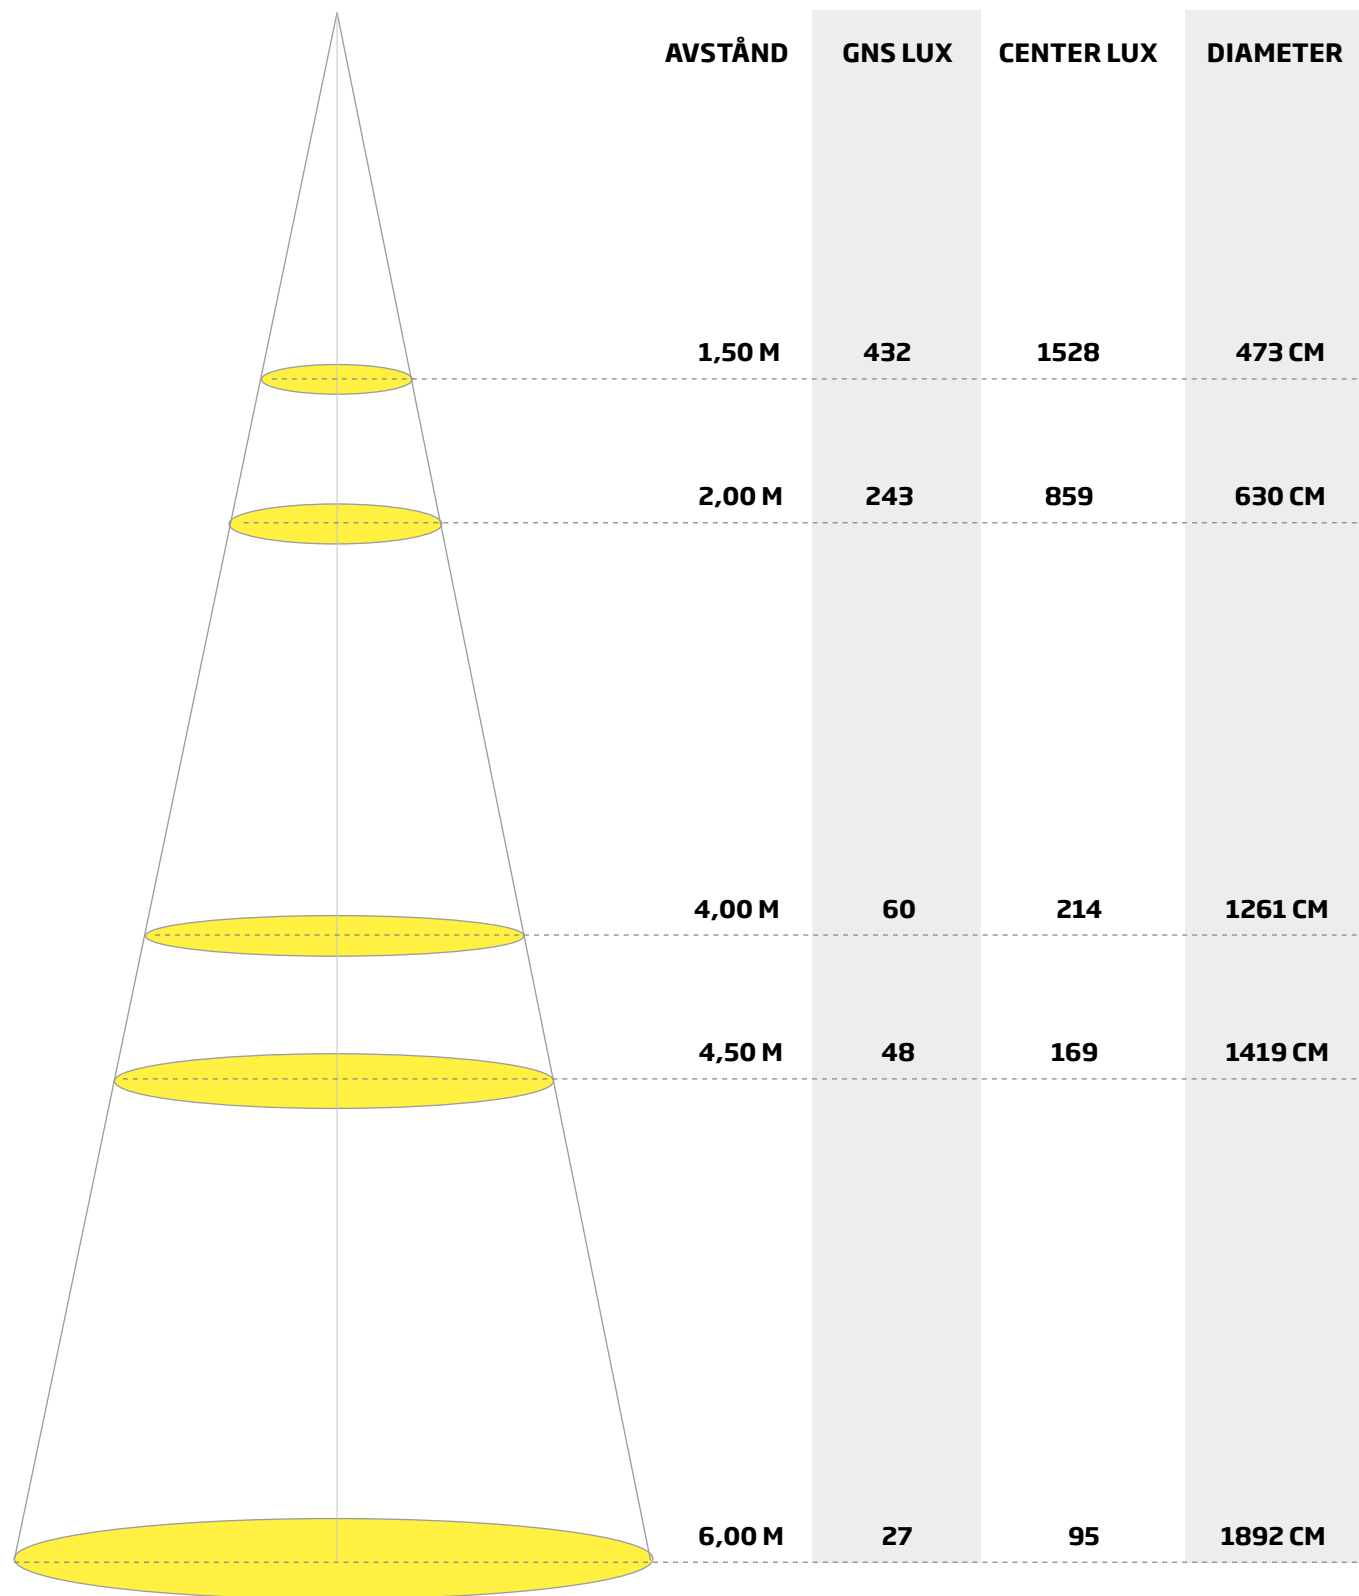 AVSTÅND GNS LUX CENTER LUX DIAMETER
1,50 M 432 1528 473 CM
2,00 M 243 859 630 CM
4,00 M 60 214 1261 CM
4,50 M 48 169 1419 CM
6,00 M 27 95 1892 CM